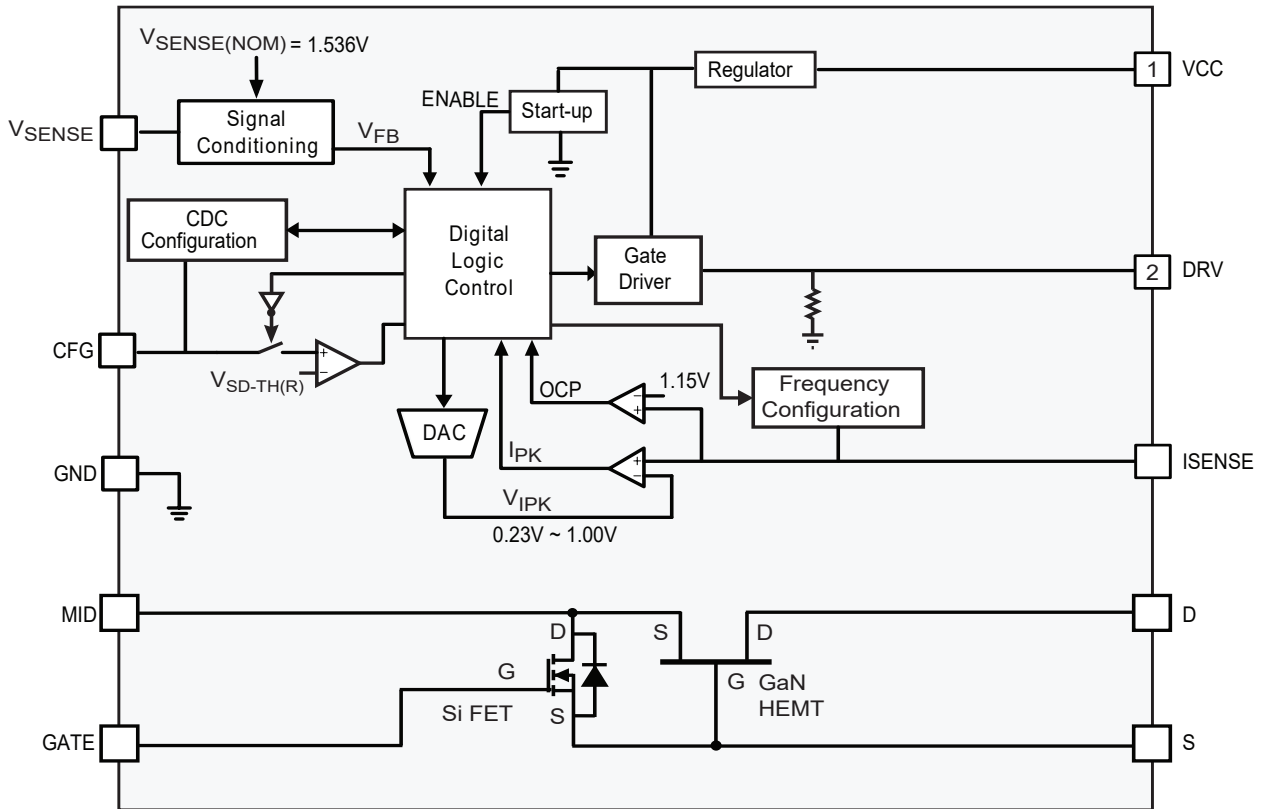 VSENSE(NOM) = 1.536V
Regulator
1
VCC
ENABLE
Start-up
VSENSE
Signal
Conditioning
VFB
CDC
Configuration
Digital
Logic
Control
Gate
Driver
2
DRV
CFG
+
−
VSD-TH(R)
OCP
−
+
1.15V
Frequency
Configuration
DAC
IPK
+
−
ISENSE
GND
VIPK
0.23V ~ 1.00V
MID
D
S
D
D
G
G
GaN
HEMT
Si FET
S
GATE
S